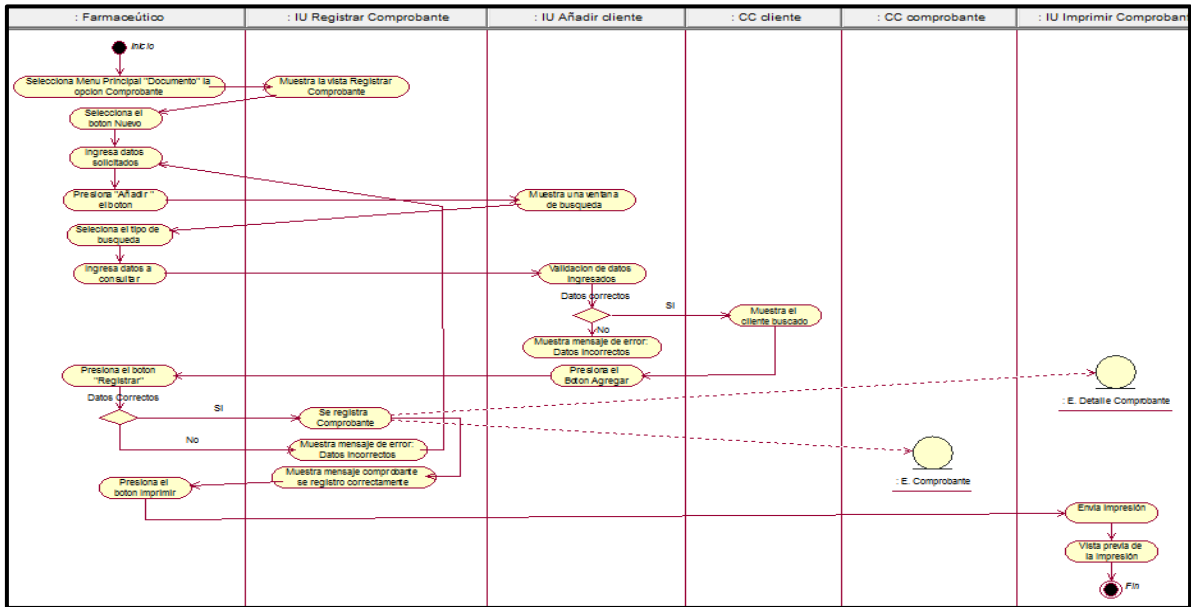 : Farmaceútico
: IU Registrar Comprobante
: IU Añadir cliente
: CC cliente
: CC comprobante
: IU Imprimir Comproban
Inicio
Selecciona Menu Principal "Documento" la
opcion Comprobante
Muestra la vista Registrar
Comprobante
Selecciona el
boton Nuevo
Ingresa datos
solicitados
Presiona "Añadir "
el boton
Muestra una ventana
de busqueda
Seleciona el tipo de
busqueda
Ingresa datos a
consultar
Validacion de datos
Ingresados
Datos correctos
SI
Muestra el
cliente buscado
No
Muestra mensaje de error:
Datos Incorrectos
Presiona el boton
"Registrar"
Presiona el
Boton Agregar
Datos Correctos
SI
Se registra
Comprobante
: E. Detalle Comprobante
No
Muestra mensaje de error:
Datos Incorrectos
Muestra mensaje comprobante
se registro correctamente
: E. Comprobante
Presiona el
boton Imprimir
Envia Impresión
Vista previa de
la Impresión
Fin